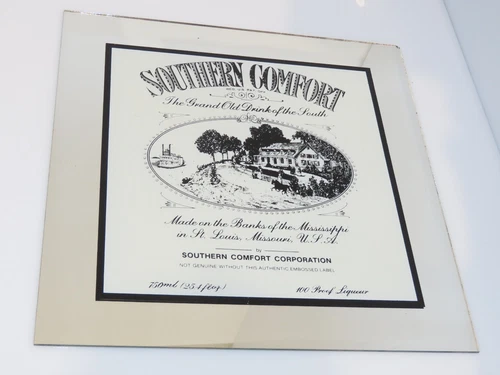 SOUTHERN COMFORT
The Grand Old Drink of the South
Made on the Banks of the Mississippi
in St. Louis, Missouri, U.S.A.
by
SOUTHERN COMFORT CORPORATION
NOT GENUINE WITHOUT THIS AUTHENTIC EMBOSSED LABEL
750ml (25.4 fl oz.) 100 Proof Liqueur